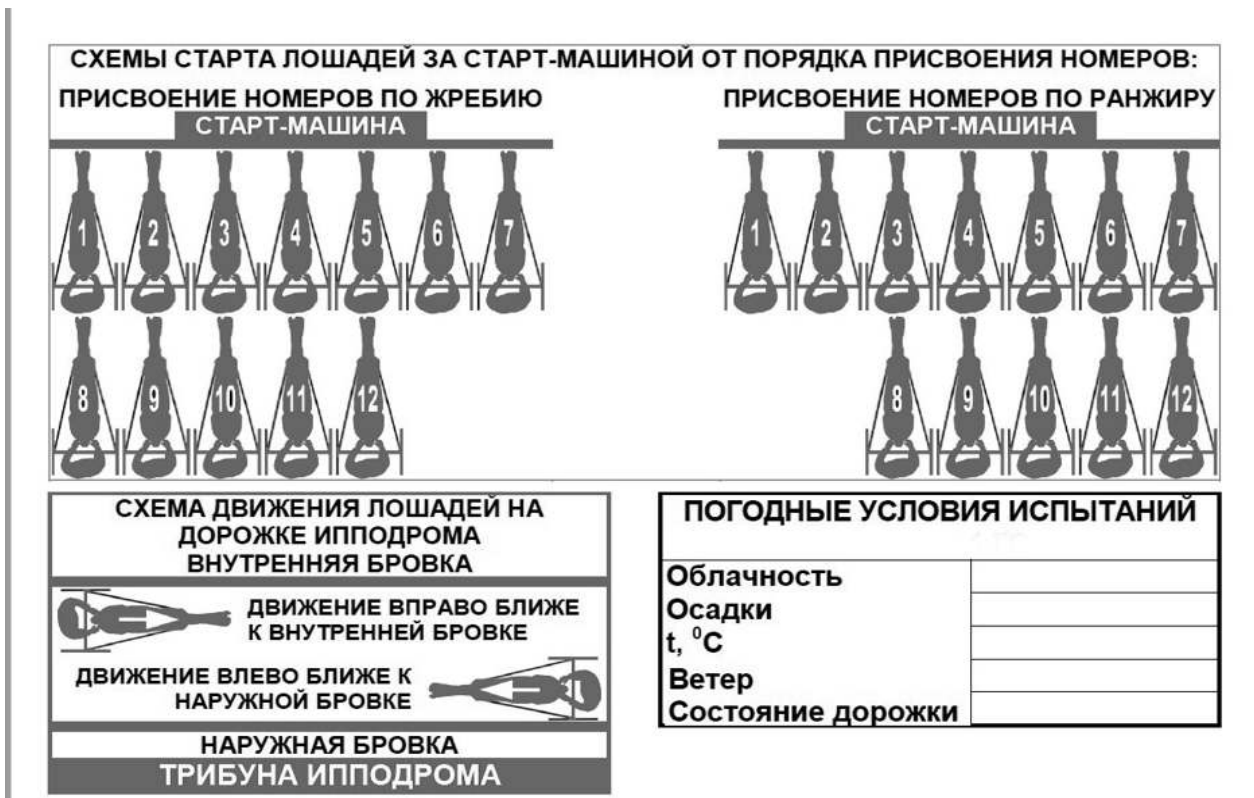 СХЕМЫ СТАРТА ЛОШАДЕЙ ЗА СТАРТ-МАШИНОЙ ОТ ПОРЯДКА ПРИСВОЕНИЯ НОМЕРОВ:
ПРИСВОЕНИЕ НОМЕРОВ ПО ЖРЕБИЮ
СТАРТ-МАШИНА
1 2 3 4 5 6 7
8 9 10 11 12
ПРИСВОЕНИЕ НОМЕРОВ ПО РАНЖИРУ
СТАРТ-МАШИНА
1 2 3 4 5 6 7
8 9 10 11 12
СХЕМА ДВИЖЕНИЯ ЛОШАДЕЙ НА
ДОРОЖКЕ ИППОДРОМА
ВНУТРЕННЯЯ БРОВКА
ДВИЖЕНИЕ ВПРАВО БЛИЖЕ
К ВНУТРЕННЕЙ БРОВКЕ
ДВИЖЕНИЕ ВЛЕВО БЛИЖЕ К
НАРУЖНОЙ БРОВКЕ
НАРУЖНАЯ БРОВКА
ТРИБУНА ИППОДРОМА
ПОГОДНЫЕ УСЛОВИЯ ИСПЫТАНИЙ
Облачность
Осадки
t, ⁰C
Ветер
Состояние дорожки